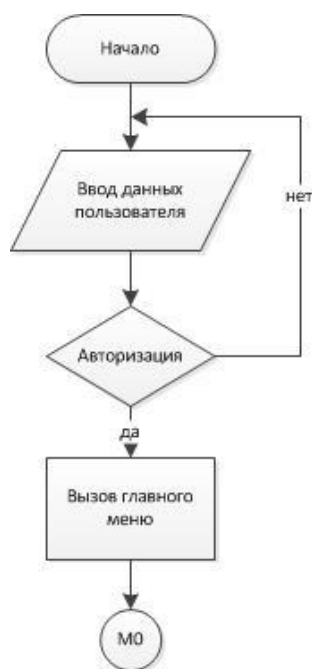 Начало
Ввод данных
пользователя
нет
Авторизация
да
Вызов главного
меню
М0